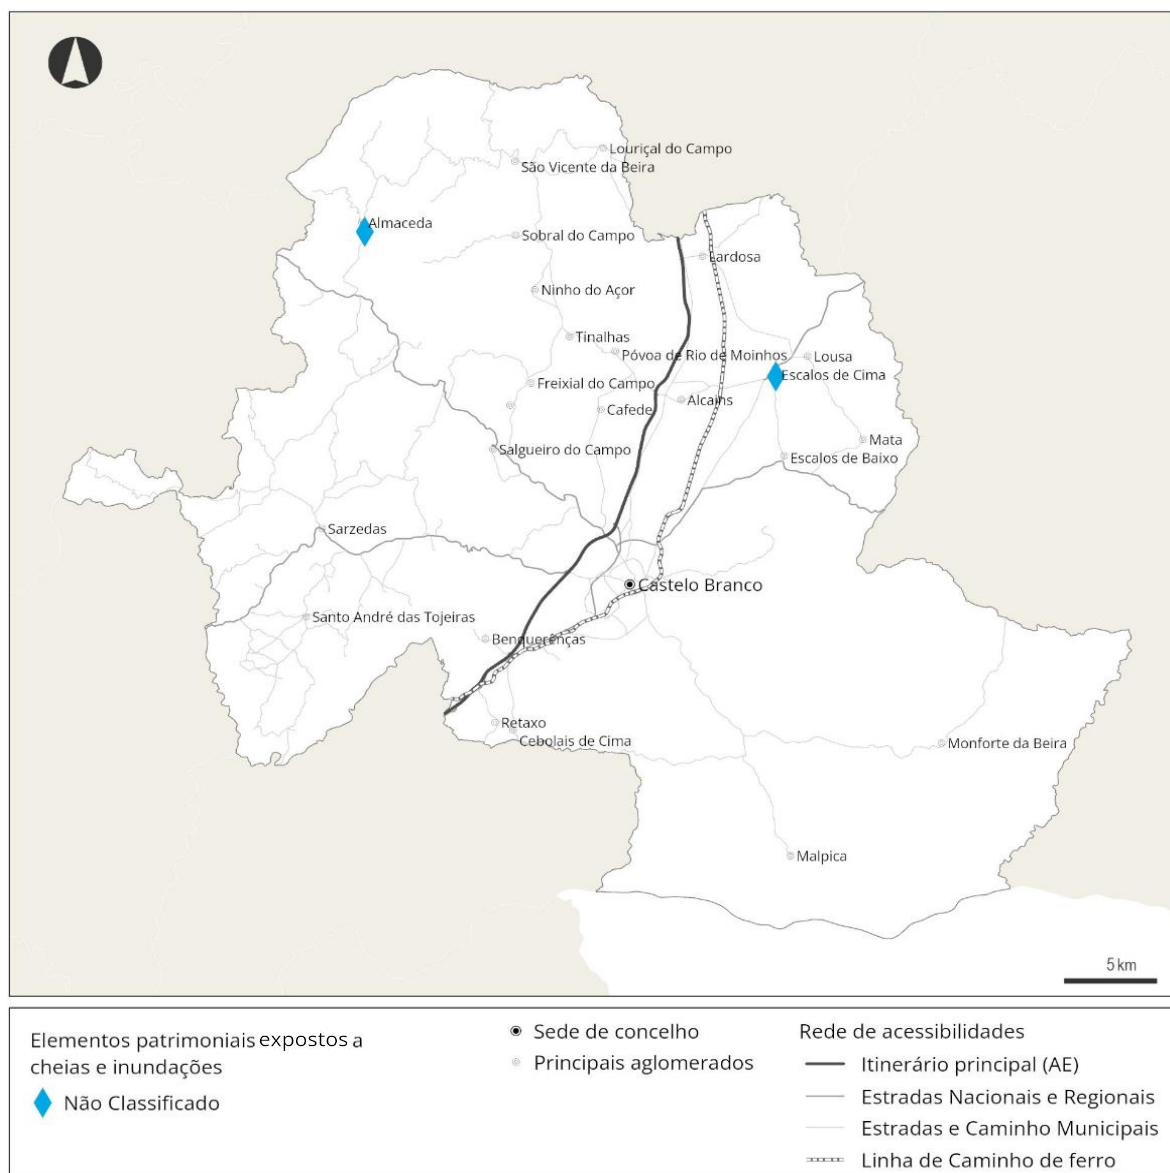 Louriçal do Campo
São Vicente da Beira
Almaceda
Sobral do Campo
Lardosa
Ninho do Açor
Tinalhas
Póvoa de Rio de Moinhos
Lousa
Escalos de Cima
Freixial do Campo
Alcains
Cafede
Mata
Salgueiro do Campo
Escalos de Baixo
Sarzedas
Castelo Branco
Santo André das Tojeiras
Benquerenças
Retaxo
Cebolais de Cima
Monforte da Beira
Malpica
5 km
Elementos patrimoniais expostos a
cheias e inundações
Não Classificado
Sede de concelho
Principais aglomerados
Rede de acessibilidades
Itinerário principal (AE)
Estradas Nacionais e Regionais
Estradas e Caminho Municipais
Linha de Caminho de ferro